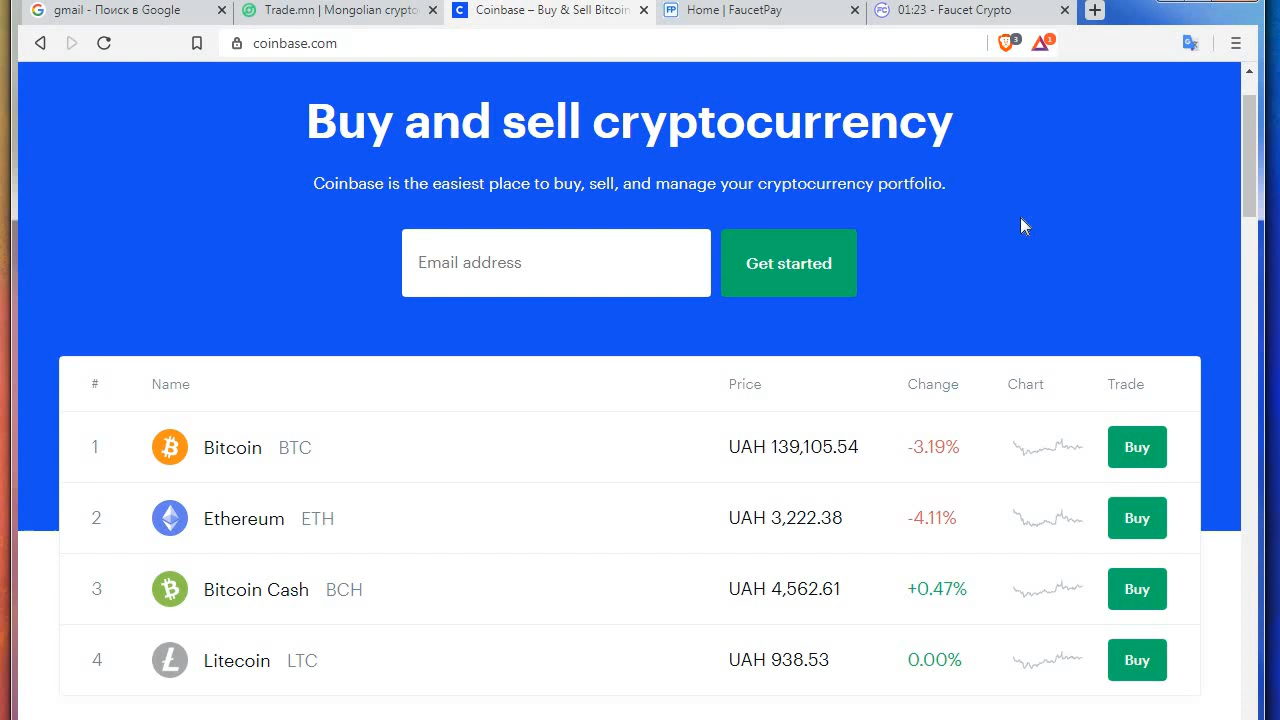 gmail - Поиск в Google
Trade.mn | Mongolian crypto
Coinbase – Buy & Sell Bitcoin
Home | FaucetPay
01:23 - Faucet Crypto
coinbase.com
3
1
Buy and sell cryptocurrency
Coinbase is the easiest place to buy, sell, and manage your cryptocurrency portfolio.
Email address
Get started
# Name Price Change Chart Trade
1 Bitcoin BTC UAH 139,105.54 -3.19% Buy
2 Ethereum ETH UAH 3,222.38 -4.11% Buy
3 Bitcoin Cash BCH UAH 4,562.61 +0.47% Buy
4 Litecoin LTC UAH 938.53 0.00% Buy